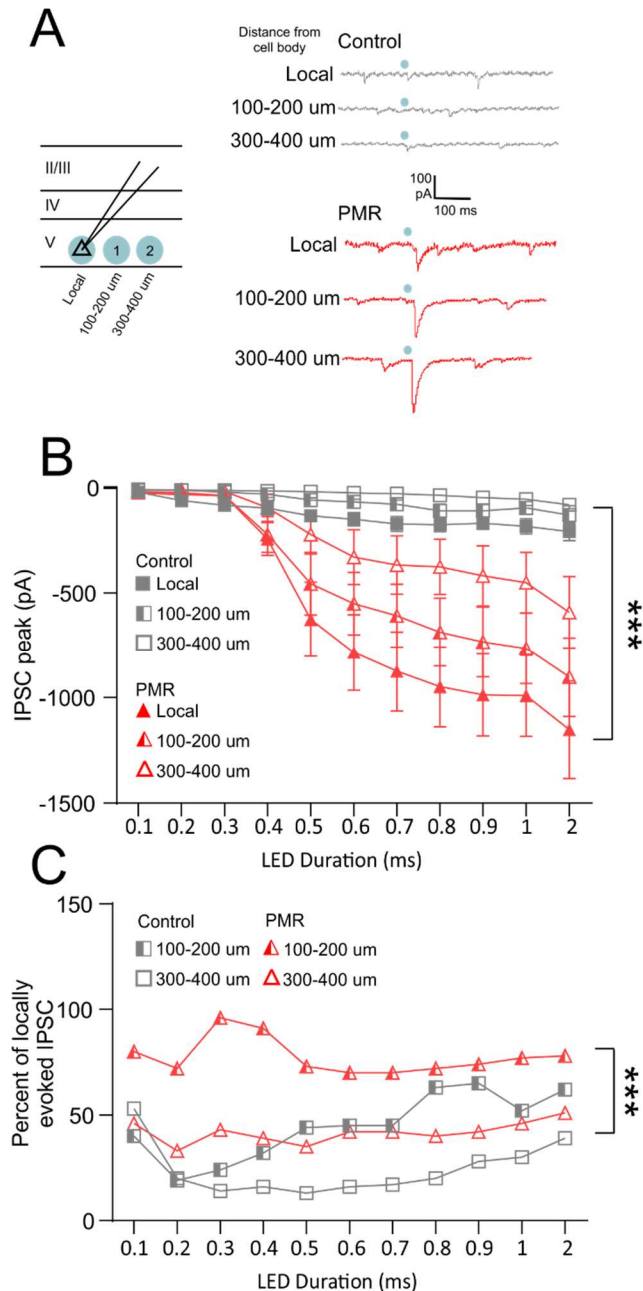 A
Distance from
cell body
Control
Local
100-200 um
300-400 um
100
pA
100 ms
PMR
Local
100-200 um
300-400 um
II/III
IV
V
1
2
Local
100-200 um
300-400 um
B
IPSC peak (pA)
0
-500
-1000
-1500
Control
Local
100-200 um
300-400 um
PMR
Local
100-200 um
300-400 um
***
0.1 0.2 0.3 0.4 0.5 0.6 0.7 0.8 0.9 1 2
LED Duration (ms)
C
Percent of locally
evoked IPSC
150
100
50
0
Control PMR
100-200 um 100-200 um
300-400 um 300-400 um
***
0.1 0.2 0.3 0.4 0.5 0.6 0.7 0.8 0.9 1 2
LED Duration (ms)